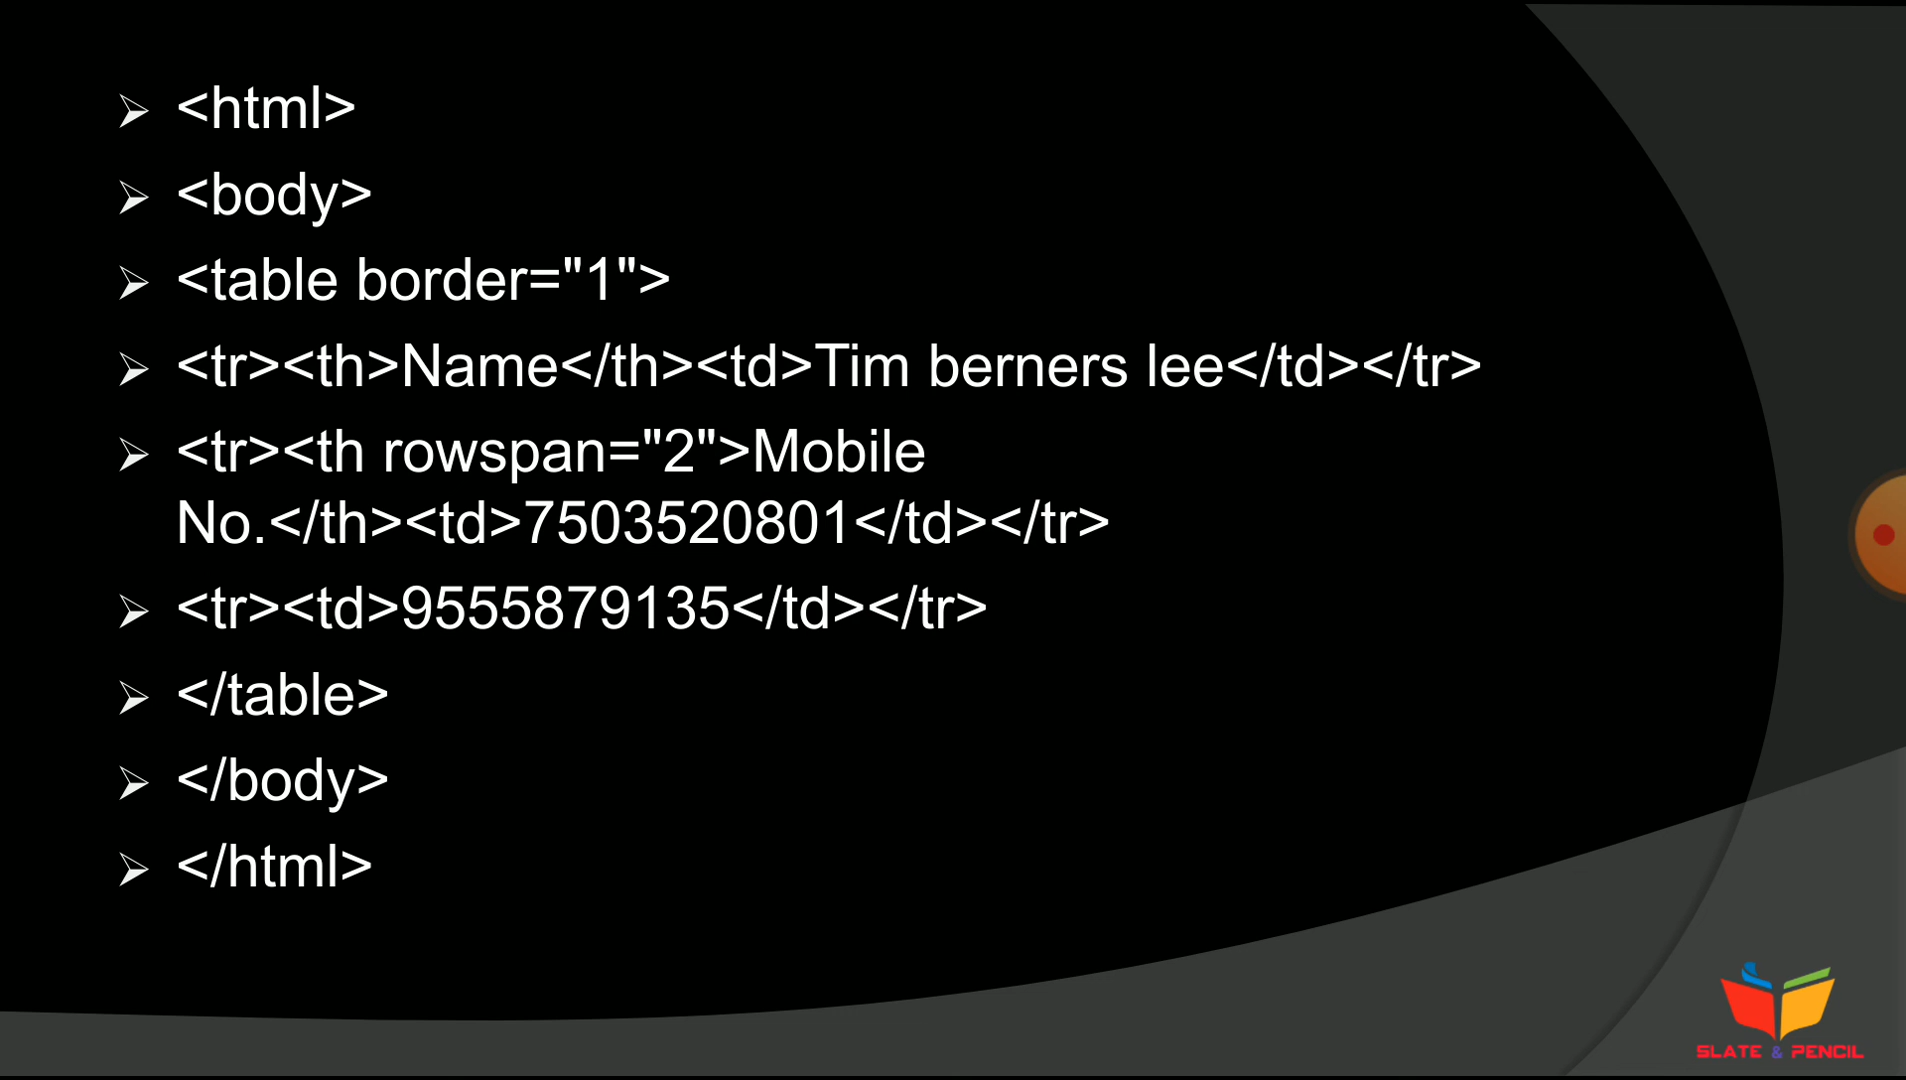 <html>
<body>
<table border="1">
<tr><th>Name</th><td>Tim berners lee</td></tr>
<tr><th rowspan="2">Mobile
No.</th><td>7503520801</td></tr>
<tr><td>9555879135</td></tr>
</table>
</body>
</html>
SLATE & PENCIL